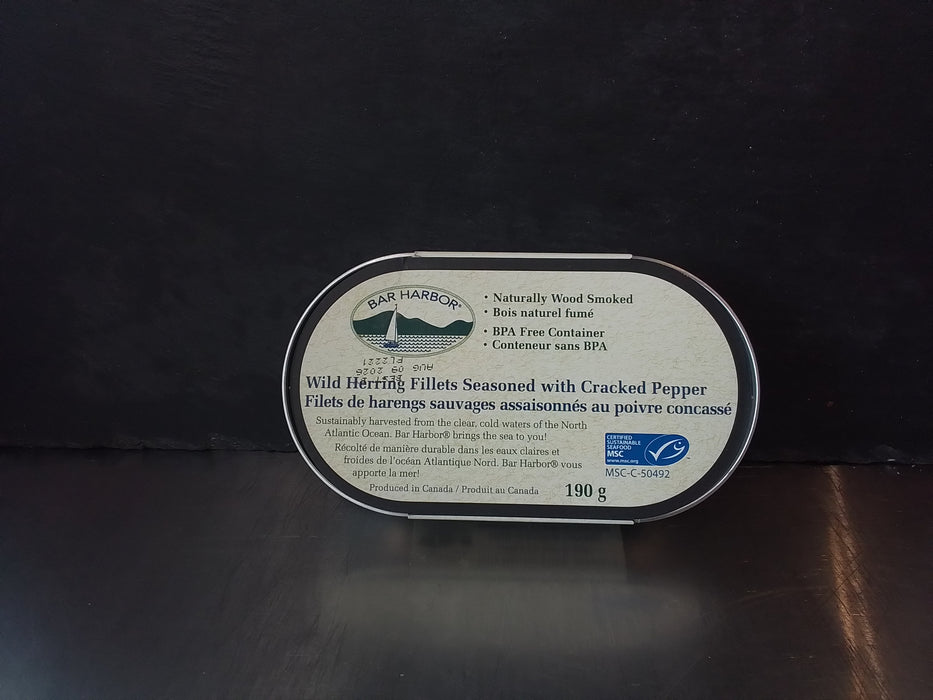 BAR HARBOR®
• Naturally Wood Smoked
• Bois naturel fumé
• BPA Free Container
• Conteneur sans BPA
BEST
AUG 09 2026
PL2221
Wild Herring Fillets Seasoned with Cracked Pepper
Filets de harengs sauvages assaisonnés au poivre concassé
Sustainably harvested from the clear, cold waters of the North
Atlantic Ocean. Bar Harbor® brings the sea to you!
Récolté de manière durable dans les eaux claires et
froides de l'océan Atlantique Nord. Bar Harbor® vous
apporte la mer!
CERTIFIED
SUSTAINABLE
SEAFOOD
MSC
www.msc.org
MSC-C-50492
Produced in Canada / Produit au Canada
190 g